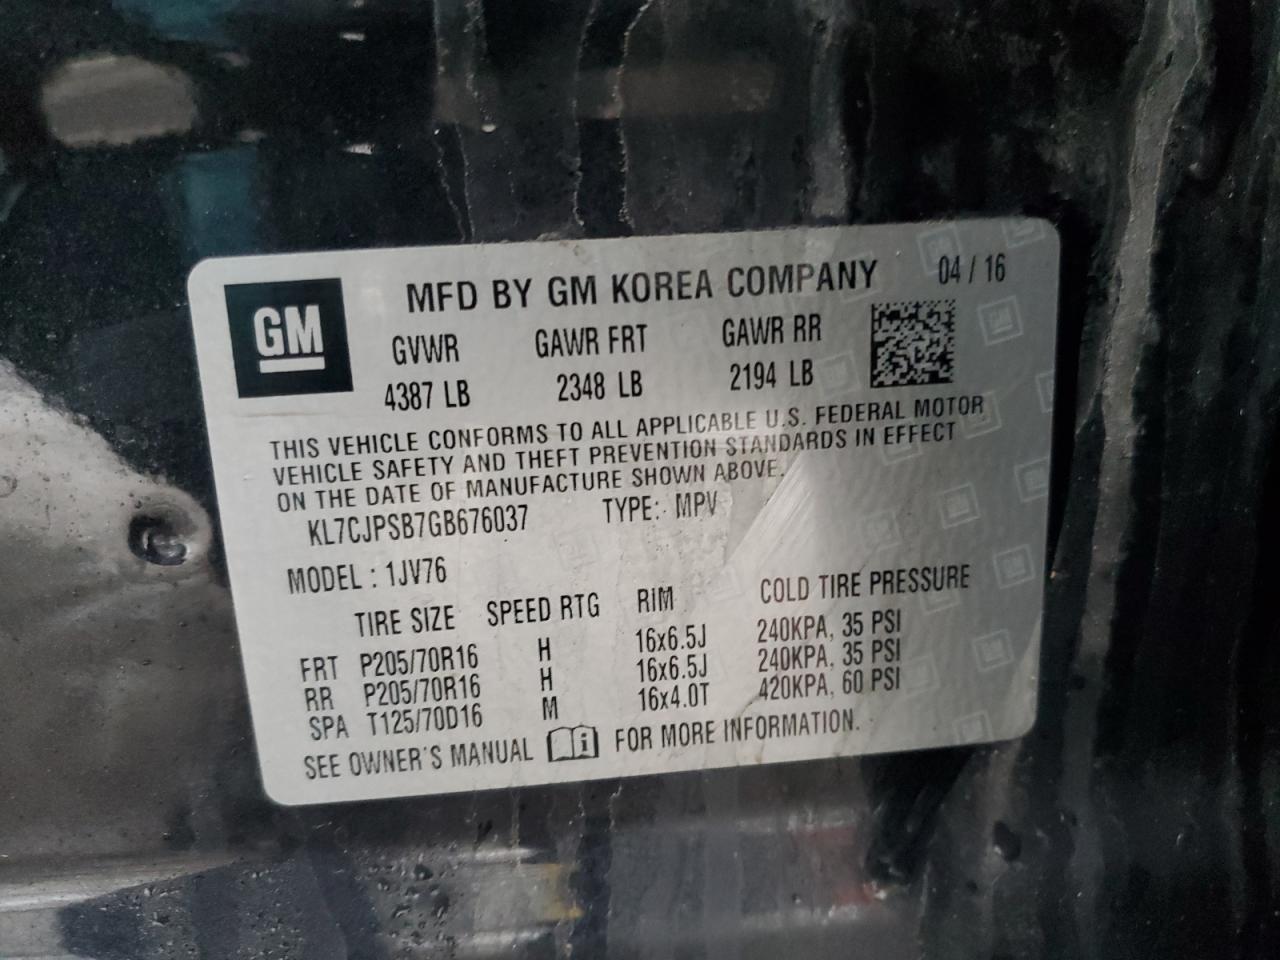 GM
MFD BY GM KOREA COMPANY 04 / 16
GVWR GAWR FRT GAWR RR
4387 LB 2348 LB 2194 LB
THIS VEHICLE CONFORMS TO ALL APPLICABLE U.S. FEDERAL MOTOR
VEHICLE SAFETY AND THEFT PREVENTION STANDARDS IN EFFECT
ON THE DATE OF MANUFACTURE SHOWN ABOVE.
KL7CJPSB7GB676037 TYPE: MPV
MODEL : 1JV76
TIRE SIZE SPEED RTG RIM COLD TIRE PRESSURE
FRT P205/70R16 H 16x6.5J 240KPA, 35 PSI
RR P205/70R16 H 16x6.5J 240KPA, 35 PSI
SPA T125/70D16 M 16x4.0T 420KPA, 60 PSI
SEE OWNER'S MANUAL i FOR MORE INFORMATION.